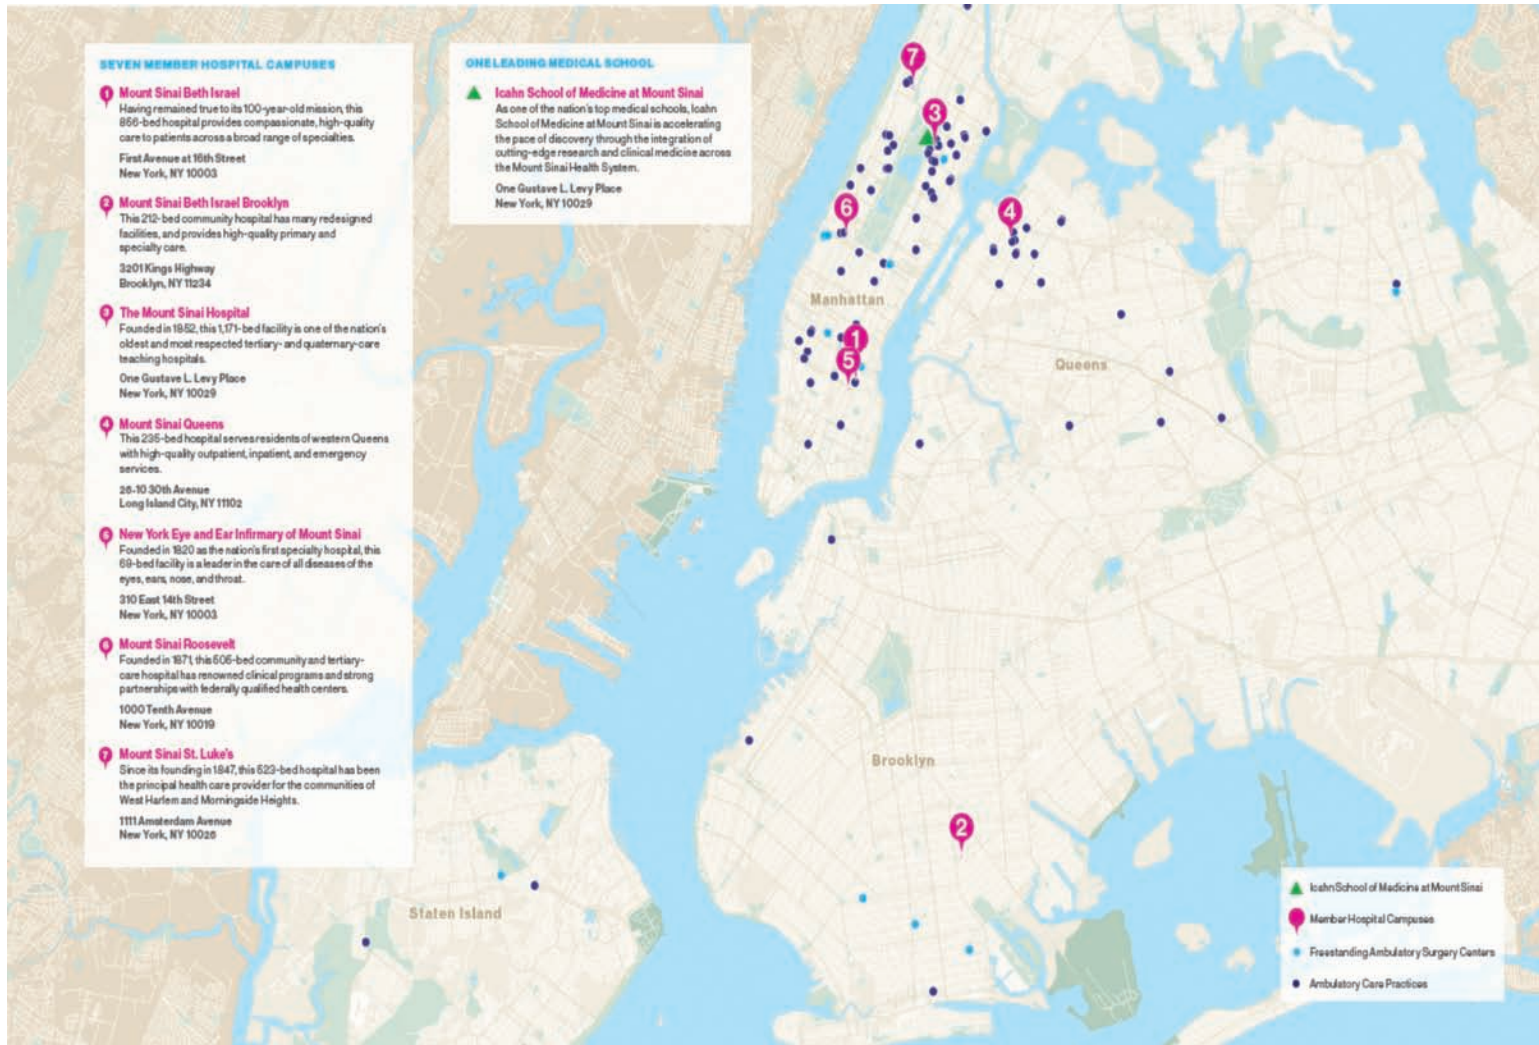 SEVEN MEMBER HOSPITAL CAMPUSES
1 Mount Sinai Beth Israel
Having remained true to its 100-year-old mission, this
856-bed hospital provides compassionate, high-quality
care to patients across a broad range of specialties.
First Avenue at 16th Street
New York, NY 10003
2 Mount Sinai Beth Israel Brooklyn
This 212-bed community hospital has many redesigned
facilities, and provides high-quality primary and
specialty care.
3201 Kings Highway
Brooklyn, NY 11234
3 The Mount Sinai Hospital
Founded in 1852, this 1,171-bed facility is one of the nation's
oldest and most respected tertiary- and quaternary-care
teaching hospitals.
One Gustave L. Levy Place
New York, NY 10029
4 Mount Sinai Queens
This 235-bed hospital serves residents of western Queens
with high-quality outpatient, inpatient, and emergency
services.
25-10 30th Avenue
Long Island City, NY 11102
5 New York Eye and Ear Infirmary of Mount Sinai
Founded in 1820 as the nation's first specialty hospital, this
69-bed facility is a leader in the care of all diseases of the
eyes, ears, nose, and throat.
310 East 14th Street
New York, NY 10003
6 Mount Sinai Roosevelt
Founded in 1871, this 505-bed community and tertiary-
care hospital has renowned clinical programs and strong
partnerships with federally qualified health centers.
1000 Tenth Avenue
New York, NY 10019
7 Mount Sinai St. Luke's
Since its founding in 1847, this 523-bed hospital has been
the principal health care provider for the communities of
West Harlem and Morningside Heights.
1111 Amsterdam Avenue
New York, NY 10025
ONE LEADING MEDICAL SCHOOL
Icahn School of Medicine at Mount Sinai
As one of the nation's top medical schools, Icahn
School of Medicine at Mount Sinai is accelerating
the pace of discovery through the integration of
cutting-edge research and clinical medicine across
the Mount Sinai Health System.
One Gustave L. Levy Place
New York, NY 10029
7
3
6
4
Manhattan
1
5
Queens
Brooklyn
2
Staten Island
Icahn School of Medicine at Mount Sinai
Member Hospital Campuses
Freestanding Ambulatory Surgery Centers
Ambulatory Care Practices